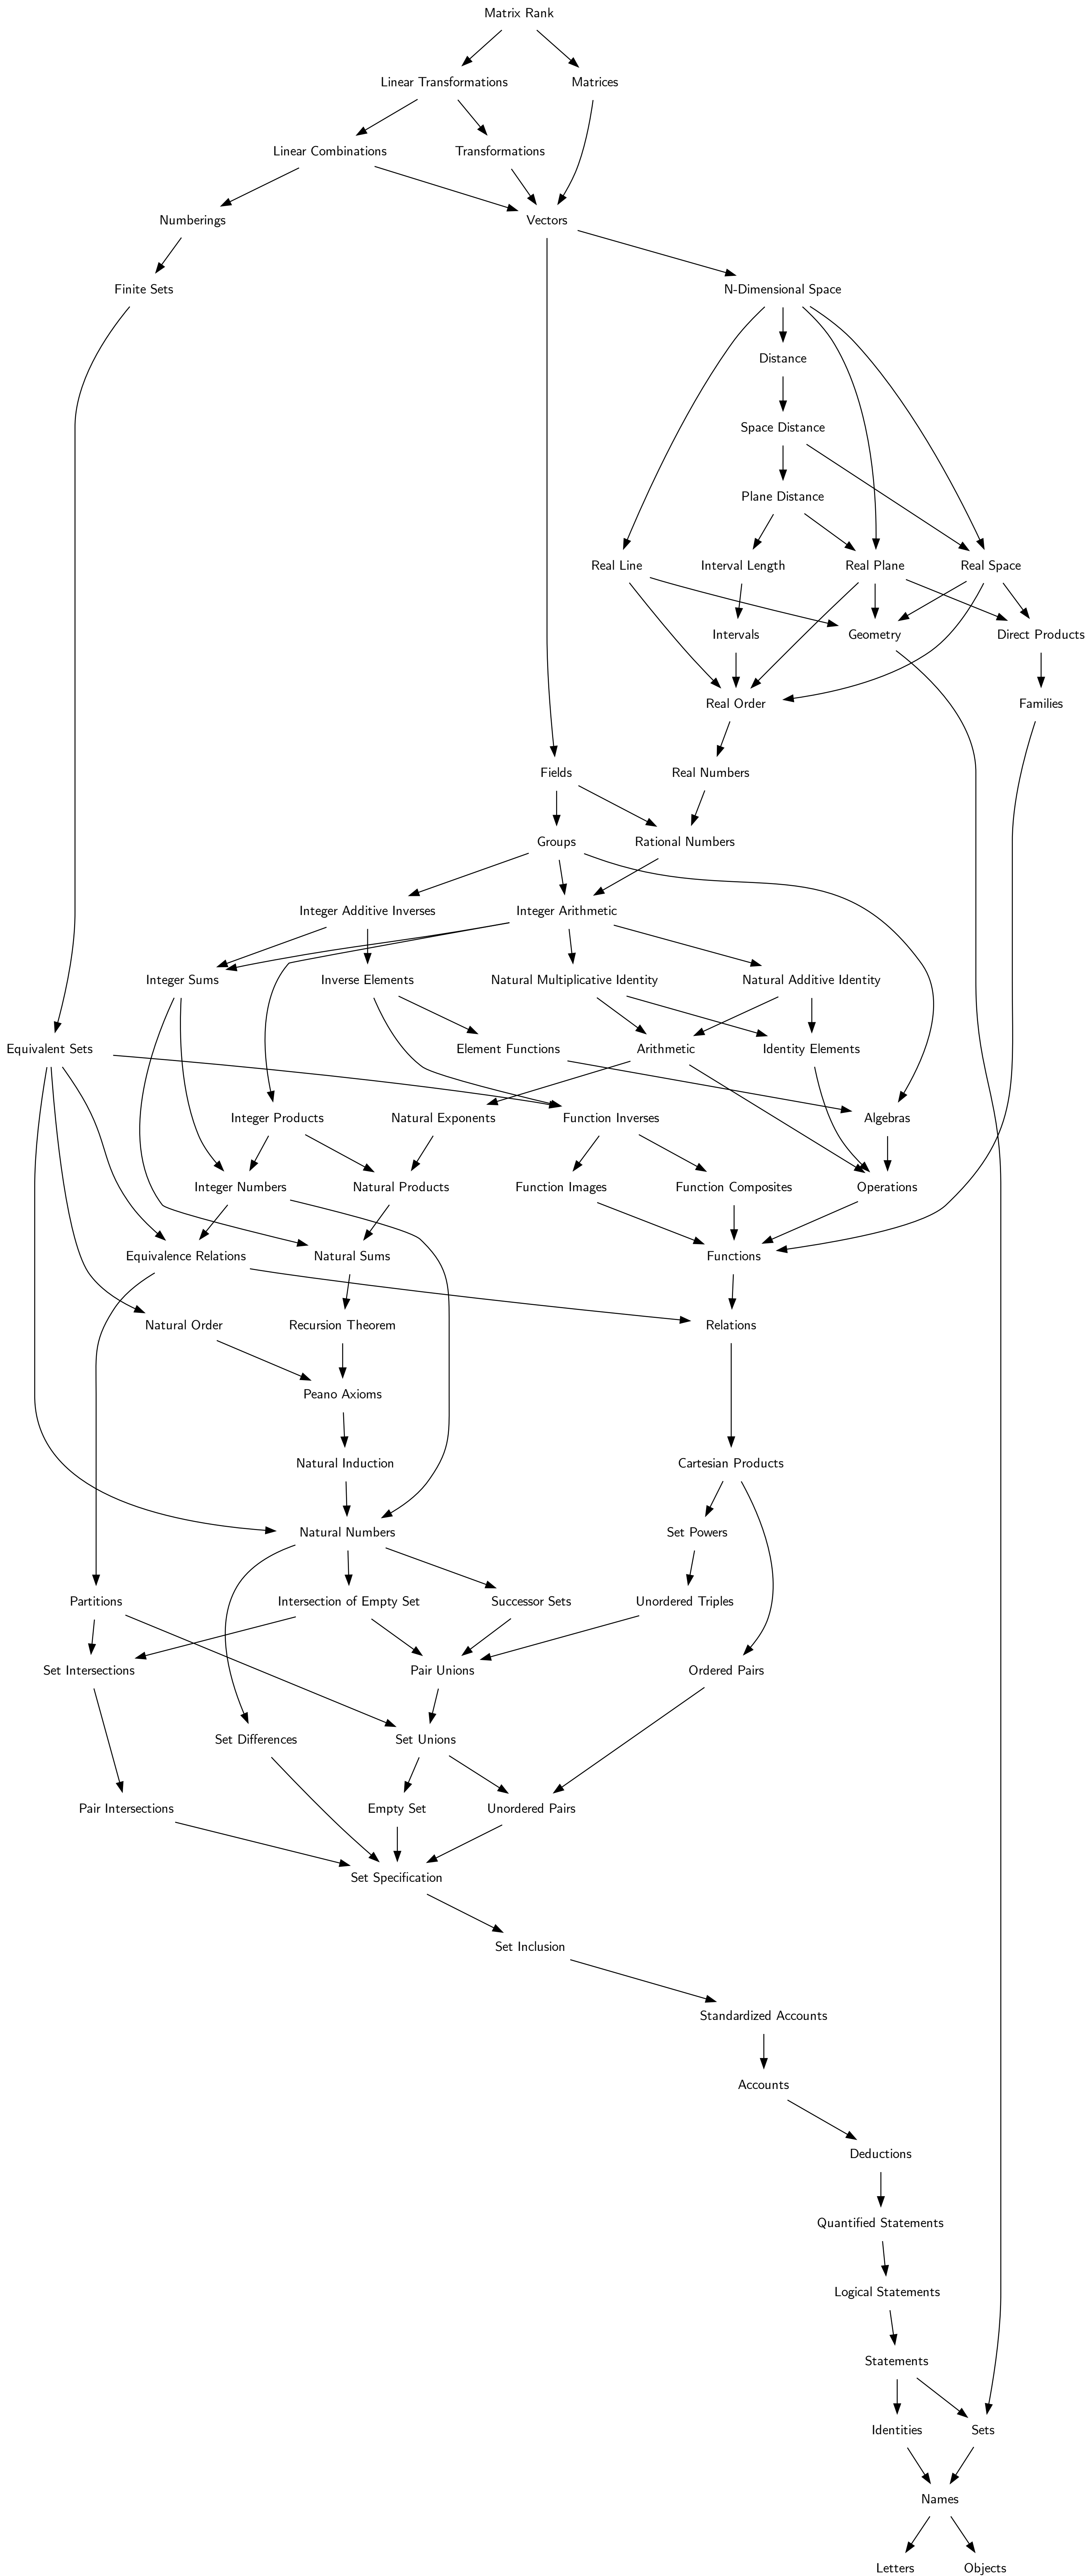 Matrix Rank
Linear Transformations
Matrices
Linear Combinations
Transformations
Numberings
Vectors
Finite Sets
N-Dimensional Space
Distance
Space Distance
Plane Distance
Real Line
Interval Length
Real Plane
Real Space
Intervals
Geometry
Direct Products
Real Order
Families
Fields
Real Numbers
Groups
Rational Numbers
Integer Additive Inverses
Integer Arithmetic
Integer Sums
Inverse Elements
Natural Multiplicative Identity
Natural Additive Identity
Equivalent Sets
Element Functions
Arithmetic
Identity Elements
Integer Products
Natural Exponents
Function Inverses
Algebras
Integer Numbers
Natural Products
Function Images
Function Composites
Operations
Equivalence Relations
Natural Sums
Functions
Natural Order
Recursion Theorem
Relations
Peano Axioms
Natural Induction
Cartesian Products
Natural Numbers
Set Powers
Partitions
Intersection of Empty Set
Successor Sets
Unordered Triples
Set Intersections
Pair Unions
Ordered Pairs
Set Differences
Set Unions
Pair Intersections
Empty Set
Unordered Pairs
Set Specification
Set Inclusion
Standardized Accounts
Accounts
Deductions
Quantified Statements
Logical Statements
Statements
Identities
Sets
Names
Letters
Objects